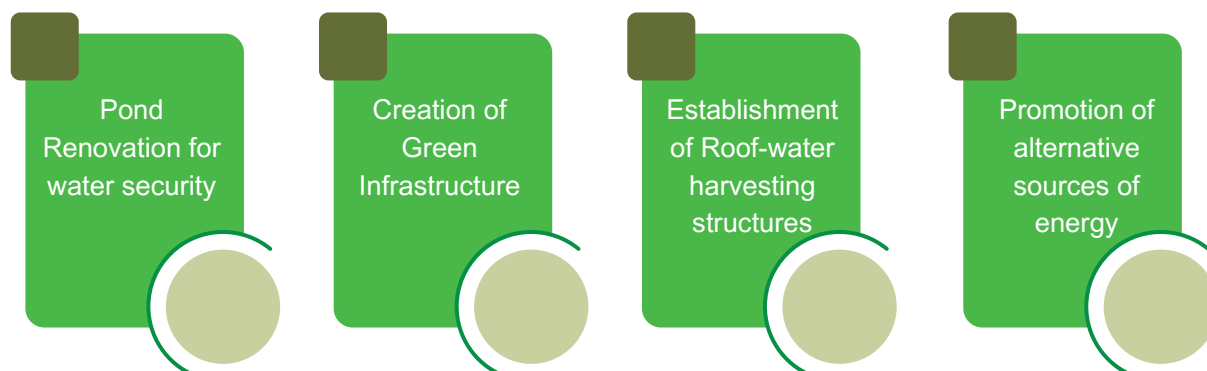 Pond
Renovation for
water security
Creation of
Green
Infrastructure
Establishment
of Roof-water
harvesting
structures
Promotion of
alternative
sources of
energy